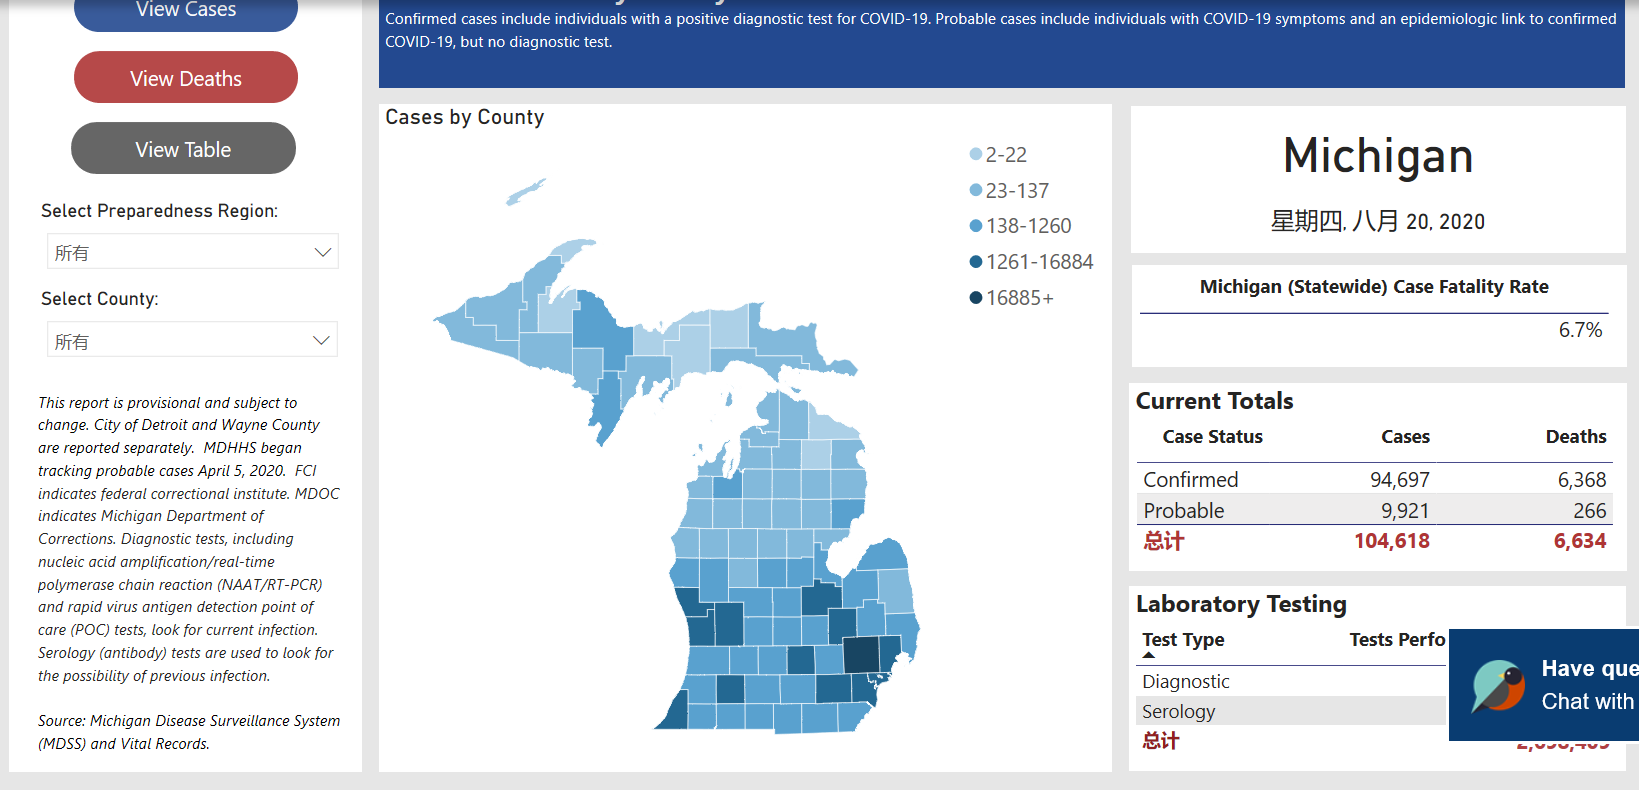 View Cases
View Deaths
View Table
Select Preparedness Region:
所有
Select County:
所有
This report is provisional and subject to
change. City of Detroit and Wayne County
are reported separately. MDHHS began
tracking probable cases April 5, 2020. FCI
indicates federal correctional institute. MDOC
indicates Michigan Department of
Corrections. Diagnostic tests, including
nucleic acid amplification/real-time
polymerase chain reaction (NAAT/RT-PCR)
and rapid virus antigen detection point of
care (POC) tests, look for current infection.
Serology (antibody) tests are used to look for
the possibility of previous infection.
Source: Michigan Disease Surveillance System
(MDSS) and Vital Records.
Confirmed cases include individuals with a positive diagnostic test for COVID-19. Probable cases include individuals with COVID-19 symptoms and an epidemiologic link to confirmed
COVID-19, but no diagnostic test.
Cases by County
2-22
23-137
138-1260
1261-16884
16885+
Michigan
星期四, 八月 20, 2020
Michigan (Statewide) Case Fatality Rate
6.7%
Current Totals
Case Status Cases Deaths
Confirmed 94,697 6,368
Probable 9,921 266
总计 104,618 6,634
Laboratory Testing
Test Type Tests Perfo
Diagnostic
Serology
总计
Have que
Chat with